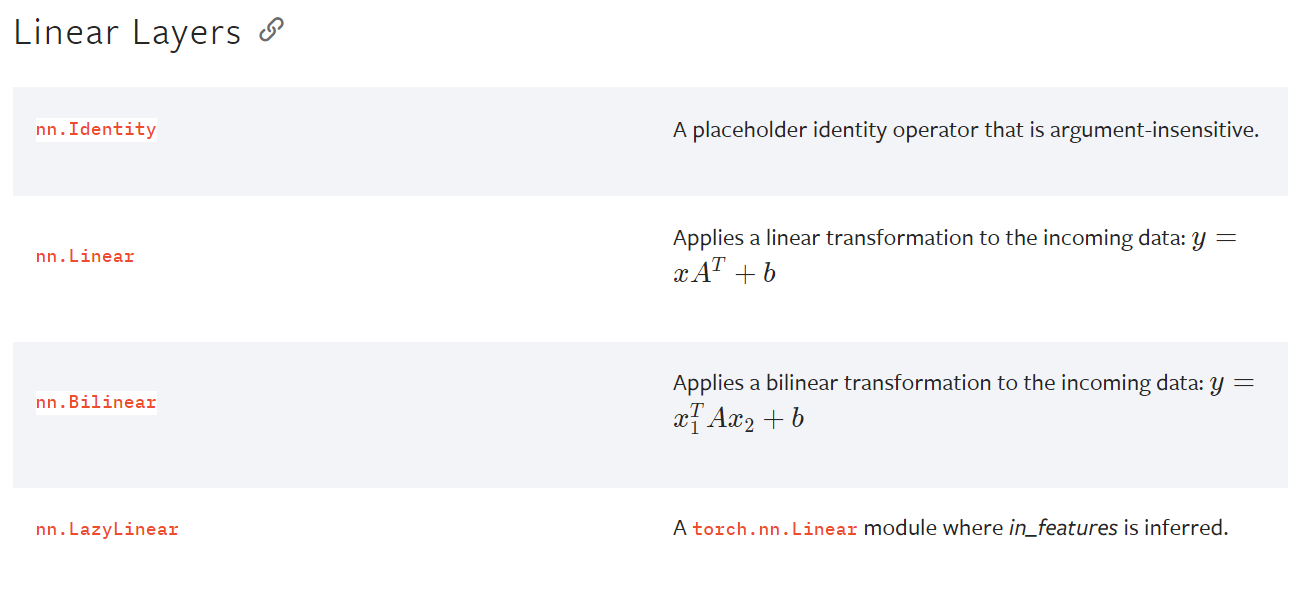 Linear Layers
nn.Identity
A placeholder identity operator that is argument-insensitive.
nn.Linear
Applies a linear transformation to the incoming data: y =
xA^T + b
nn.Bilinear
Applies a bilinear transformation to the incoming data: y =
x_1^T Ax_2 + b
nn.LazyLinear
A torch.nn.Linear module where in_features is inferred.